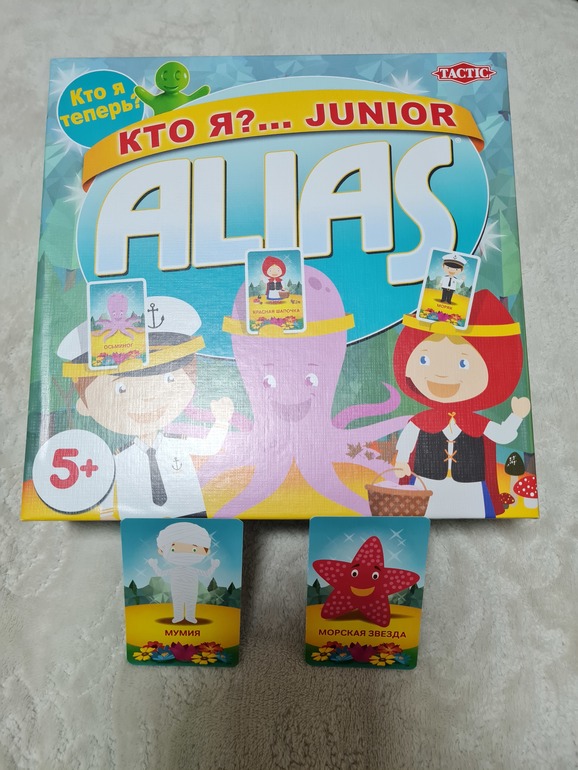 TACTIC
Кто я
теперь?
КТО Я?... JUNIOR
ALIAS
ОСЬМИНОГ
КРАСНАЯ ШАПОЧКА
МОРЯК
5+
МУМИЯ
МОРСКАЯ ЗВЕЗДА